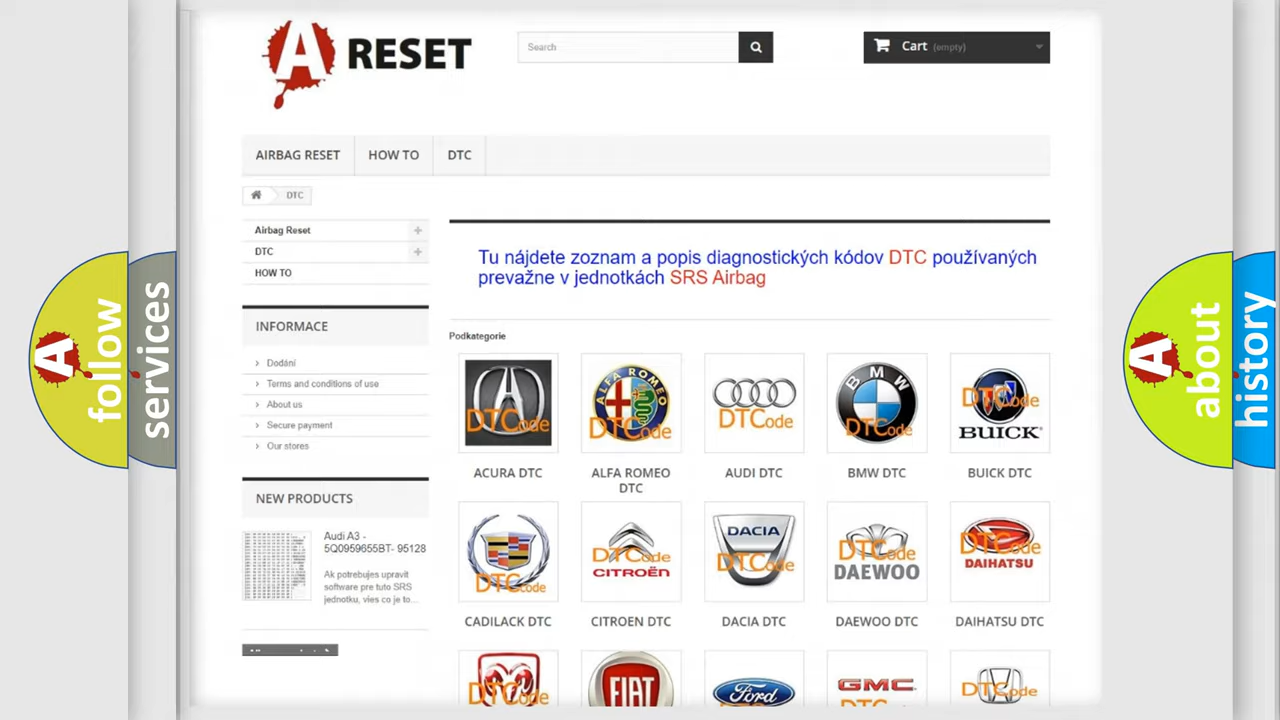 A RESET
Search
Cart (empty)
AIRBAG RESET
HOW TO
DTC
DTC
Airbag Reset
DTC
HOW TO
Tu nájdete zoznam a popis diagnostických kódov DTC používaných
prevažne v jednotkách SRS Airbag
INFORMACE
Dodání
Terms and conditions of use
About us
Secure payment
Our stores
NEW PRODUCTS
Audi A3 -
5Q0959655BT- 95128
Ak potrebujes upravit
software pre tuto SRS
jednotku, vies co je to...
Podkategorie
DTCode
ALFA ROMEO
DTCode
DTCode
BMW
DTCode
DTCode
BUICK
ACURA DTC
ALFA ROMEO
DTC
AUDI DTC
BMW DTC
BUICK DTC
DTCode
DTCode
CITROËN
DACIA
DTCode
DTCode
DAEWOO
DTCode
DAIHATSU
CADILACK DTC
CITROEN DTC
DACIA DTC
DAEWOO DTC
DAIHATSU DTC
DTCode
FIAT
Ford
GMC
DTCode
A
follow
services
A
about
history